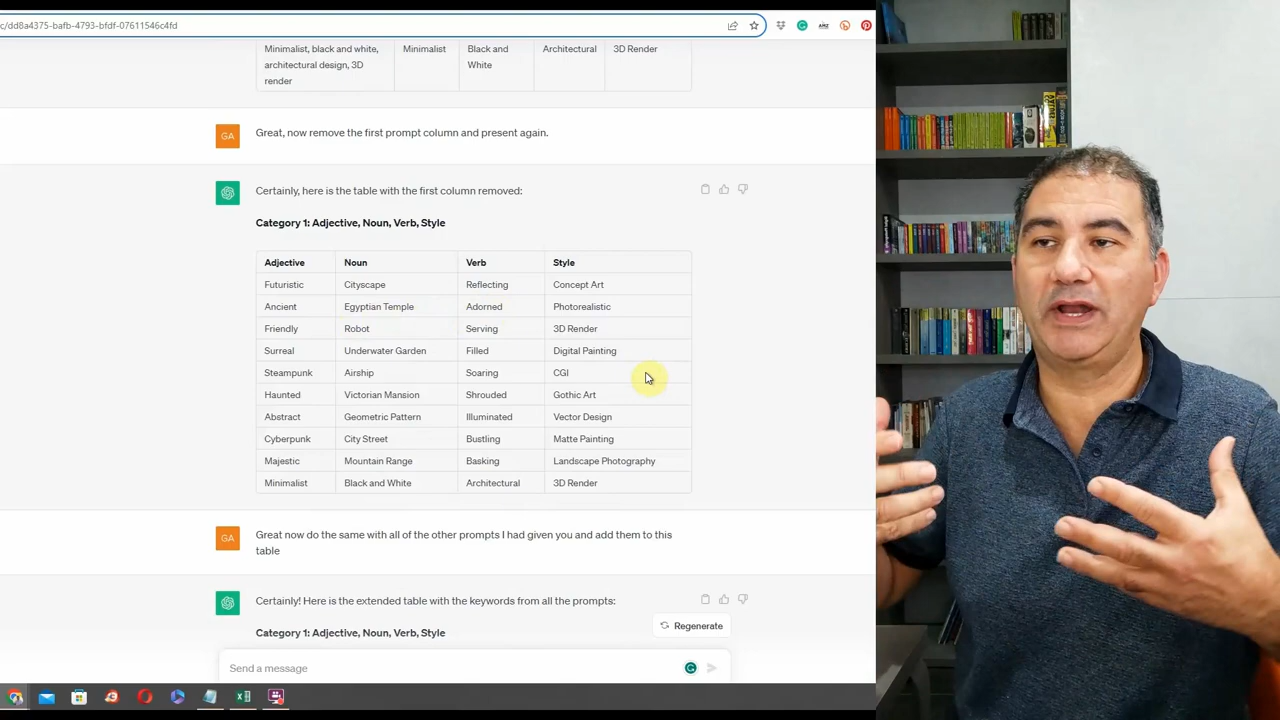 c/dd8a4375-bafb-4793-bfdf-07611546c4fd
Minimalist, black and white, architectural design, 3D render Minimalist Black and White Architectural 3D Render
GA Great, now remove the first prompt column and present again.
Certainly, here is the table with the first column removed:
Category 1: Adjective, Noun, Verb, Style
Adjective Noun Verb Style
Futuristic Cityscape Reflecting Concept Art
Ancient Egyptian Temple Adorned Photorealistic
Friendly Robot Serving 3D Render
Surreal Underwater Garden Filled Digital Painting
Steampunk Airship Soaring CGI
Haunted Victorian Mansion Shrouded Gothic Art
Abstract Geometric Pattern Illuminated Vector Design
Cyberpunk City Street Bustling Matte Painting
Majestic Mountain Range Basking Landscape Photography
Minimalist Black and White Architectural 3D Render
GA Great now do the same with all of the other prompts I had given you and add them to this
table
Certainly! Here is the extended table with the keywords from all the prompts:
Regenerate
Category 1: Adjective, Noun, Verb, Style
Send a message